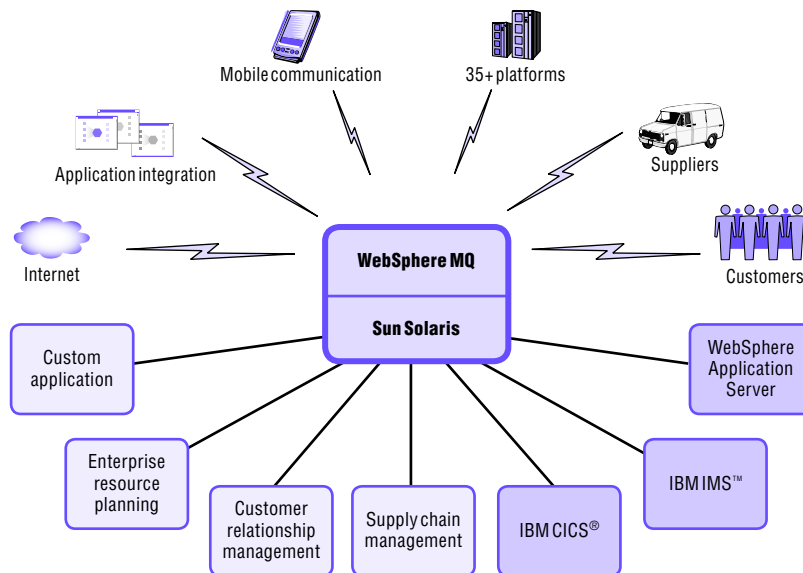 Mobile communication
35+ platforms
Application integration
Suppliers
Internet
Customers
WebSphere MQ
Sun Solaris
Custom
application
WebSphere
Application
Server
Enterprise
resource
planning
Customer
relationship
management
Supply chain
management
IBM CICS®
IBM IMS™